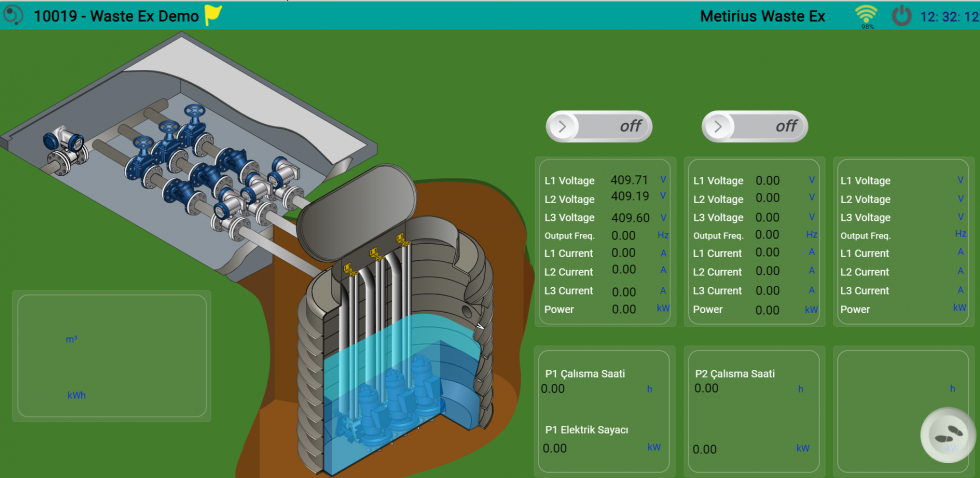 10019 - Waste Ex Demo
Metirius Waste Ex
98%
12: 32: 12
off
off
L1 Voltage 409.71 V
L2 Voltage 409.19 V
L3 Voltage 409.60 V
Output Freq. 0.00 Hz
L1 Current 0.00 A
L2 Current 0.00 A
L3 Current 0.00 A
Power 0.00 kW
L1 Voltage 0.00 V
L2 Voltage 0.00 V
L3 Voltage 0.00 V
Output Freq. 0.00 Hz
L1 Current 0.00 A
L2 Current 0.00 A
L3 Current 0.00 A
Power 0.00 kW
L1 Voltage V
L2 Voltage V
L3 Voltage V
Output Freq. Hz
L1 Current A
L2 Current A
L3 Current A
Power kW
m³
kWh
P1 Çalısma Saati
0.00 h
P1 Elektrik Sayacı
0.00 kW
P2 Çalısma Saati
0.00 h
0.00 kW
h